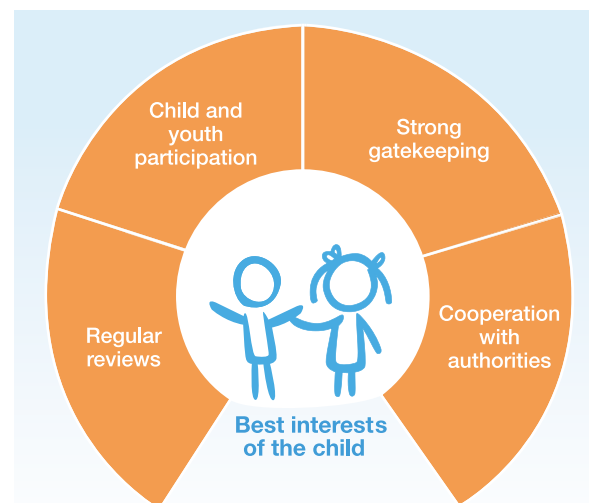 Child and
youth
participation
Strong
gatekeeping
Regular
reviews
Cooperation
with
authorities
Best interests
of the child